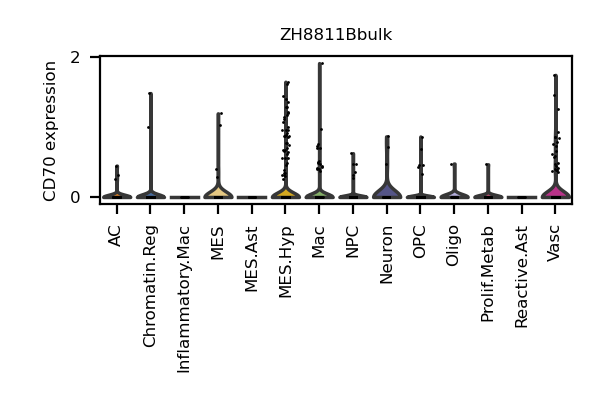 ZH8811Bbulk
CD70 expression
2
0
AC
Chromatin.Reg
Inflammatory.Mac
MES
MES.Ast
MES.Hyp
Mac
NPC
Neuron
OPC
Oligo
Prolif.Metab
Reactive.Ast
Vasc